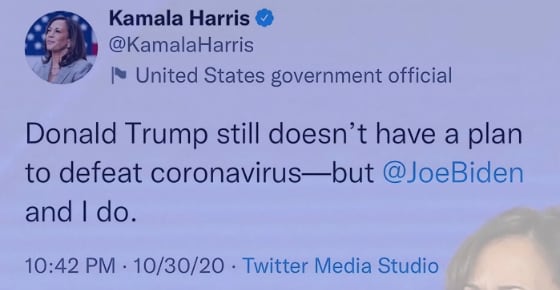 Kamala Harris
@KamalaHarris
United States government official
Donald Trump still doesn’t have a plan
to defeat coronavirus—but @JoeBiden
and I do.
10:42 PM · 10/30/20 · Twitter Media Studio